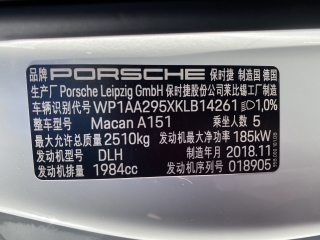 品牌 PORSCHE 保时捷 制造国 德国
生产厂 Porsche Leipzig GmbH 保时捷股份公司莱比锡工厂制造
车辆识别代号 WP1AA295XKLB14261 1,0%
整车型号 Macan A151 乘坐人数 5
最大允许总质量 2510kg 发动机最大净功率 185kW
发动机型号 DLH 制造年月 2018.11
发动机排量 1984cc 发动机序号 018905